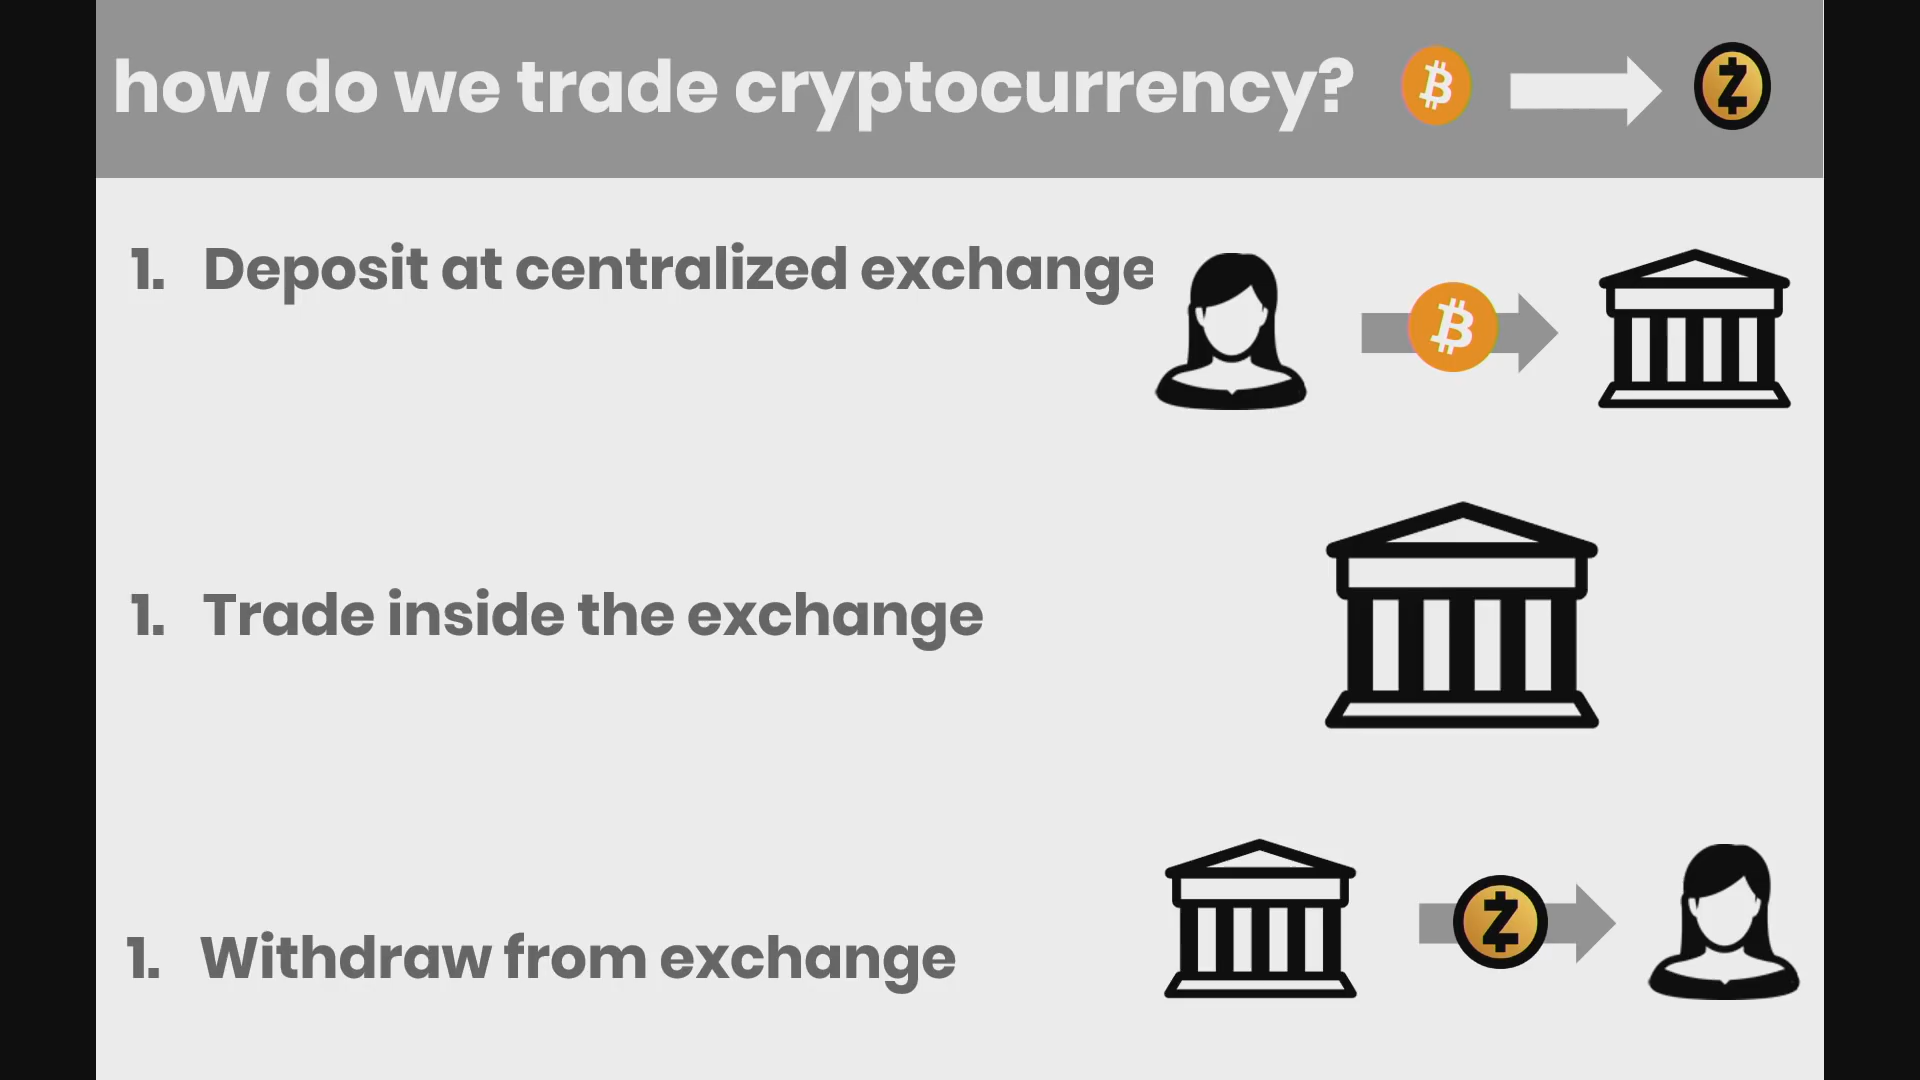 how do we trade cryptocurrency?
1. Deposit at centralized exchange
1. Trade inside the exchange
1. Withdraw from exchange